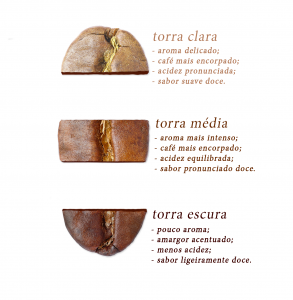 torra clara
- aroma delicado;
- café mais encorpado;
- acidez pronunciada;
- sabor suave doce.
torra média
- aroma mais intenso;
- café mais encorpado;
- acidez equilibrada;
- sabor pronunciado doce.
torra escura
- pouco aroma;
- amargor acentuado;
- menos acidez;
- sabor ligeiramente doce.